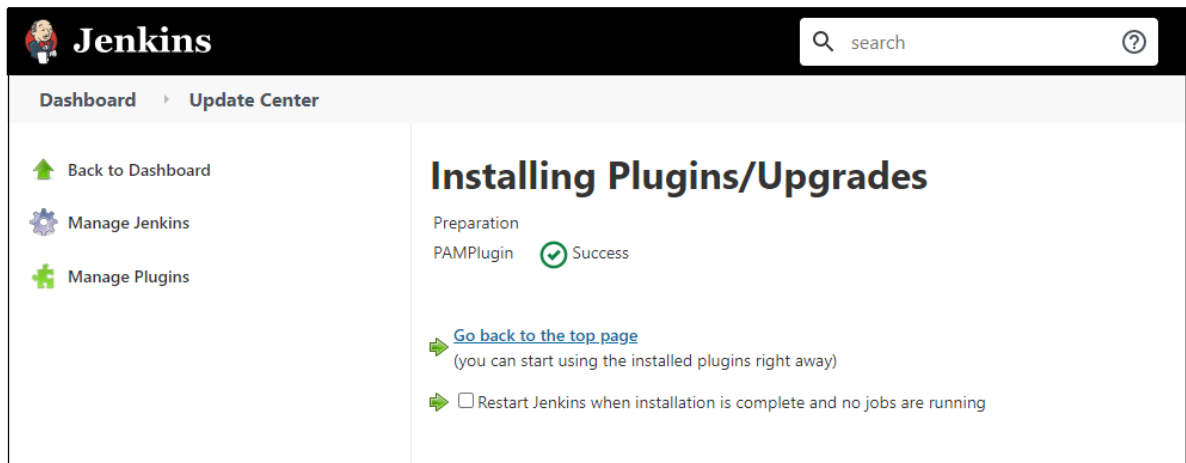 Jenkins
search
Dashboard
Update Center
Back to Dashboard
Manage Jenkins
Manage Plugins
Installing Plugins/Upgrades
Preparation
PAMPlugin
Success
Go back to the top page
(you can start using the installed plugins right away)
Restart Jenkins when installation is complete and no jobs are running